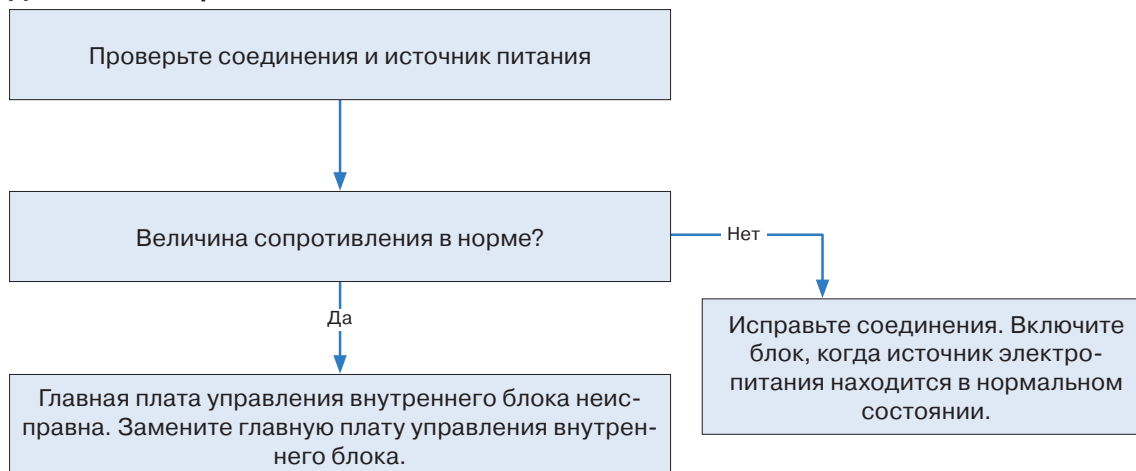 Проверьте соединения и источник питания
Величина сопротивления в норме?
Нет
Да
Исправьте соединения. Включите
блок, когда источник электро-
питания находится в нормальном
состоянии.
Главная плата управления внутреннего блока неис-
правна. Замените главную плату управления внутрен-
него блока.